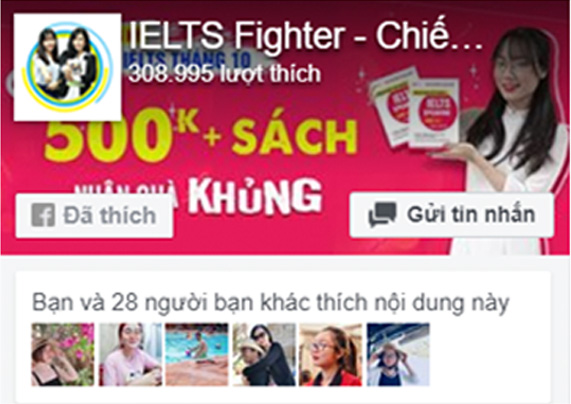 IELTS Fighter - Chiế...
308.995 lượt thích
IELTS THÁNG 10
500K + SÁCH
NHẬN QUÀ KHỦNG
IELTS
SPEAKING
Đã thích
Gửi tin nhắn
Bạn và 28 người bạn khác thích nội dung này